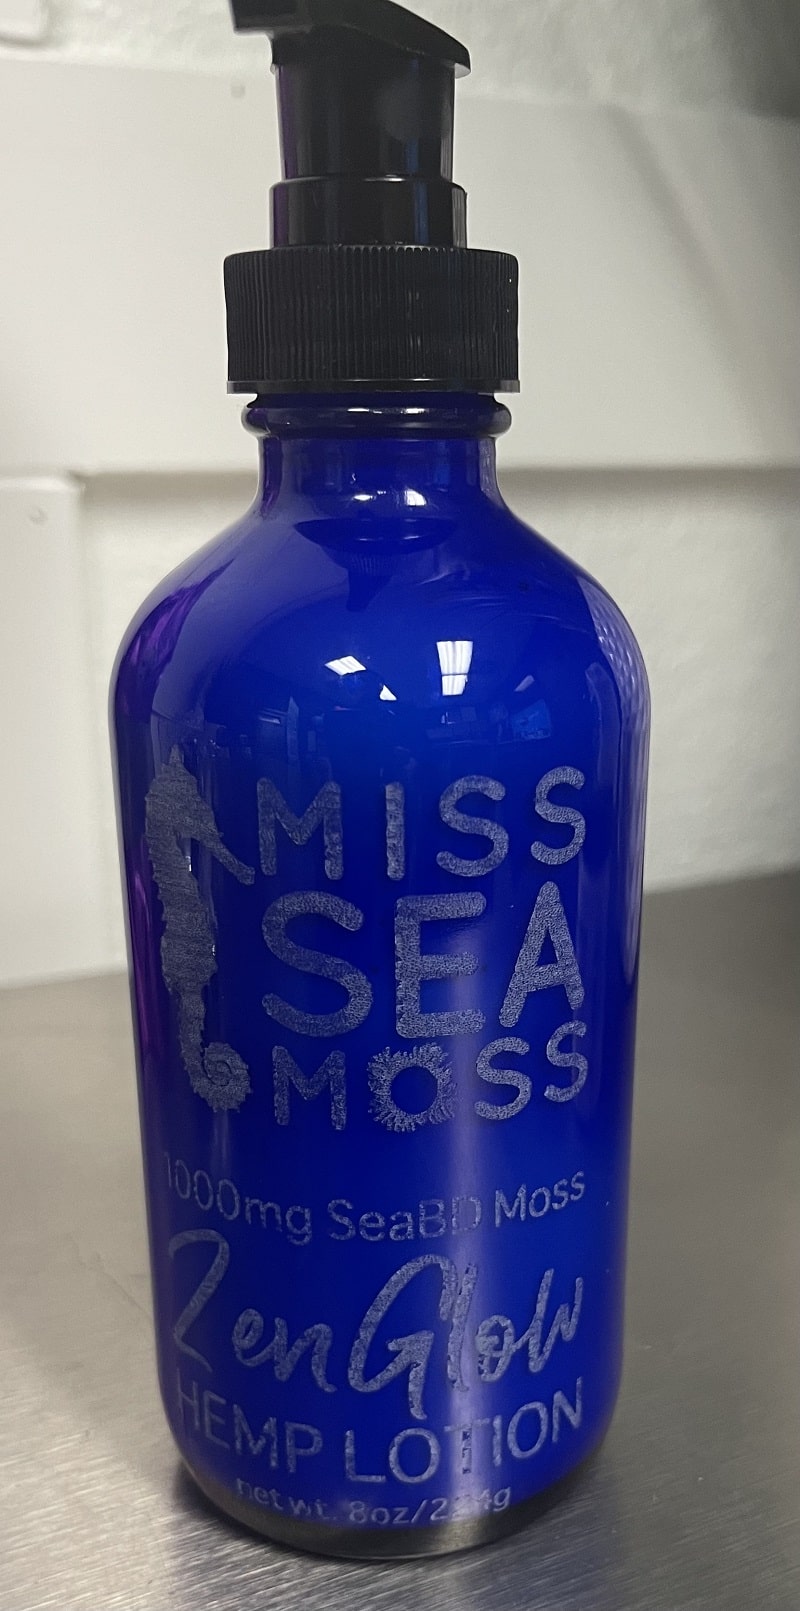 MISS
SEA
MOSS
1000mg SeaBD Moss
ZenGlow
HEMP LOTION
net wt. 8oz/224g